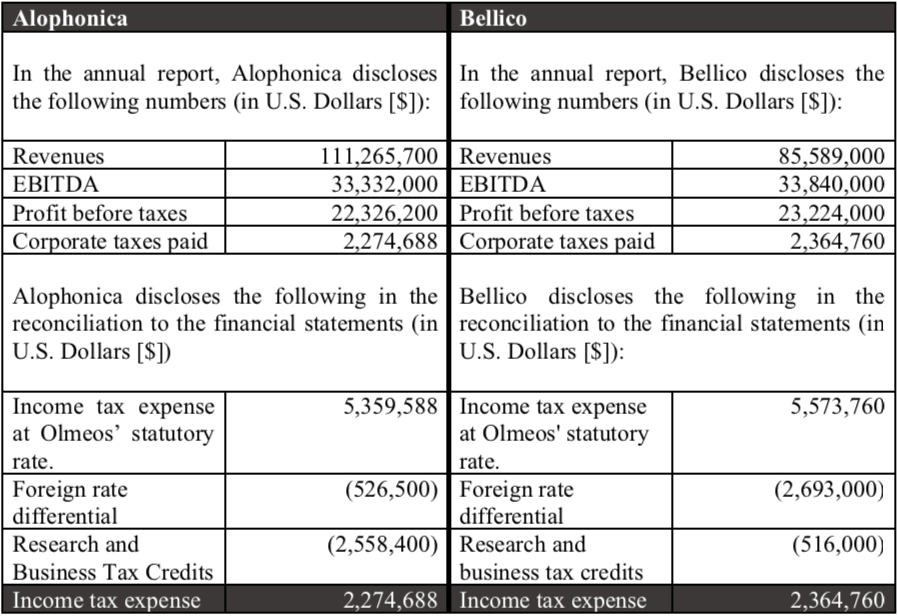 Alophonica
Bellico
In the annual report, Alophonica discloses
the following numbers (in U.S. Dollars [$]):
In the annual report, Bellico discloses the
following numbers (in U.S. Dollars [$]):
Revenues 111,265,700 Revenues 85,589,000
EBITDA 33,332,000 EBITDA 33,840,000
Profit before taxes 22,326,200 Profit before taxes 23,224,000
Corporate taxes paid 2,274,688 Corporate taxes paid 2,364,760
Alophonica discloses the following in the
reconciliation to the financial statements (in
U.S. Dollars [$])
Bellico discloses the following in the
reconciliation to the financial statements (in
U.S. Dollars [$]):
Income tax expense 5,359,588
at Olmeos’ statutory
rate.
Income tax expense 5,573,760
at Olmeos' statutory
rate.
Foreign rate (526,500)
differential
Foreign rate (2,693,000)
differential
Research and (2,558,400)
Business Tax Credits
Research and (516,000)
business tax credits
Income tax expense 2,274,688 Income tax expense 2,364,760